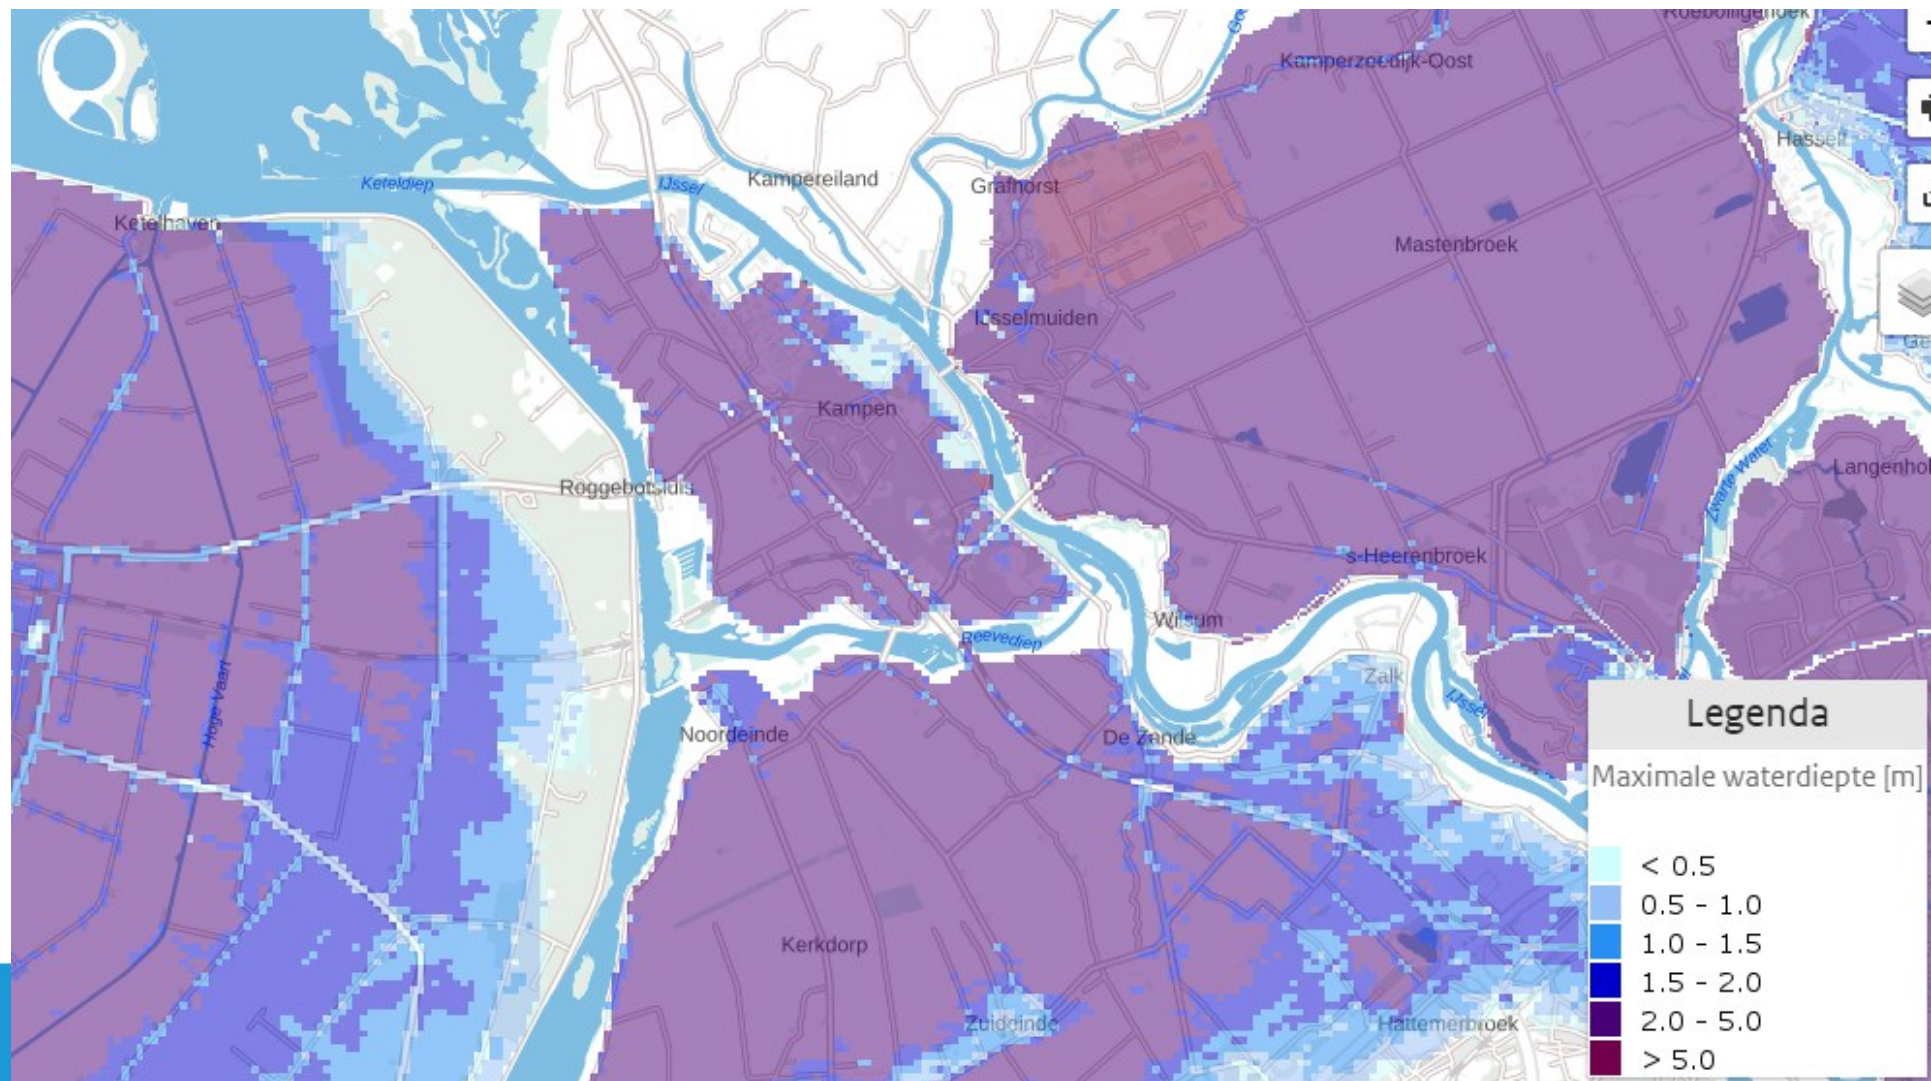 Roebolligehoek
Kamperzeedijk-Oost
Hasselt
Keteldiep
IJssel
Kampereiland
Grafhorst
Ketelhaven
Mastenbroek
IJsselmuiden
Kampen
Zwarte Water
Roggebotsluis
s-Heerenbroek
Wilsum
Reevediep
Zalk
IJssel
Hoge Vaart
Noordeinde
De Zande
Kerkdorp
Zuideinde
Hattemerbroek
Legenda
Maximale waterdiepte [m]
< 0.5
0.5 - 1.0
1.0 - 1.5
1.5 - 2.0
2.0 - 5.0
> 5.0